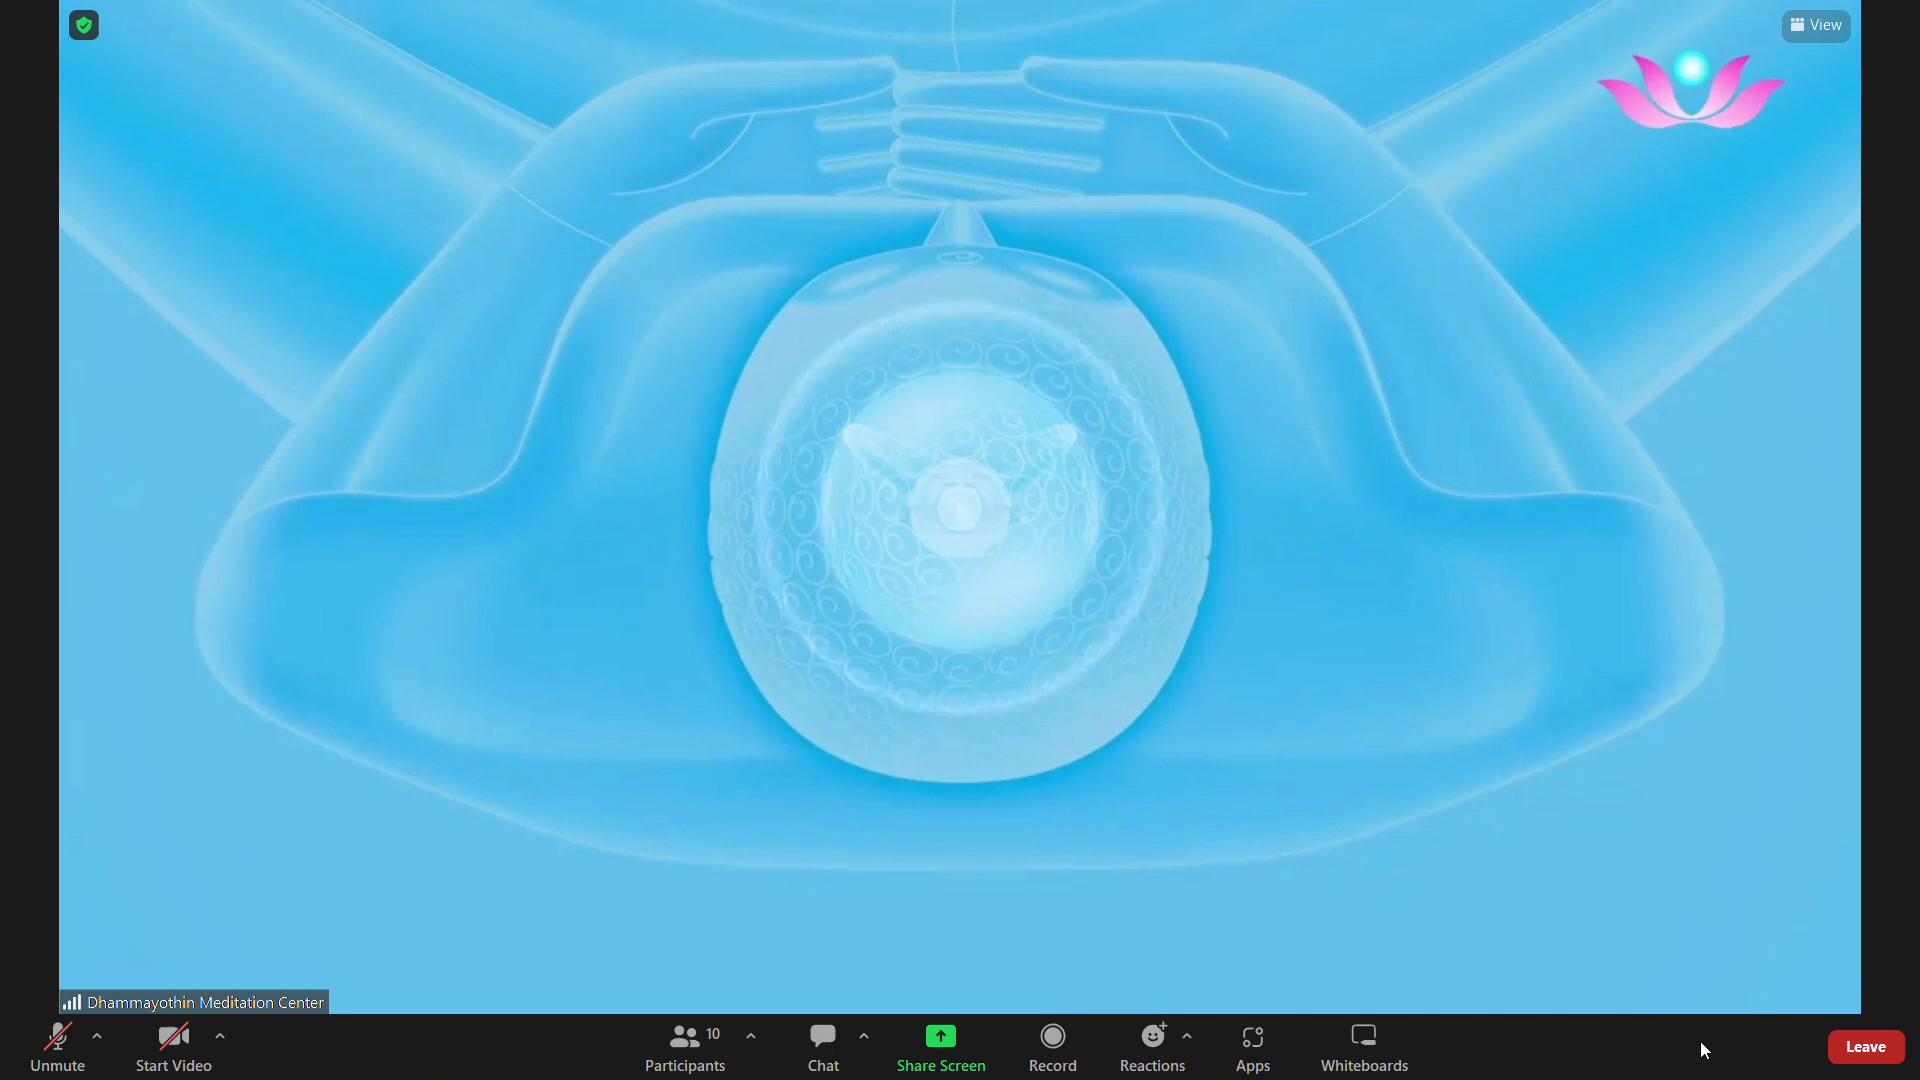 View
Dhammayothin Meditation Center
Unmute
Start Video
10
Participants
Chat
Share Screen
Record
Reactions
Apps
Whiteboards
Leave